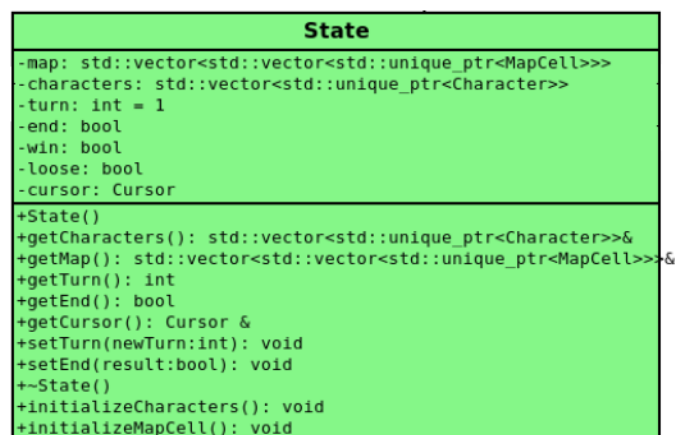 State
-map: std::vector<std::vector<std::unique_ptr<MapCell>>>
-characters: std::vector<std::unique_ptr<Character>>
-turn: int = 1
-end: bool
-win: bool
-loose: bool
-cursor: Cursor
+State()
+getCharacters(): std::vector<std::unique_ptr<Character>>&
+getMap(): std::vector<std::vector<std::unique_ptr<MapCell>>>&
+getTurn(): int
+getEnd(): bool
+getCursor(): Cursor &
+setTurn(newTurn:int): void
+setEnd(result:bool): void
+~State()
+initializeCharacters(): void
+initializeMapCell(): void